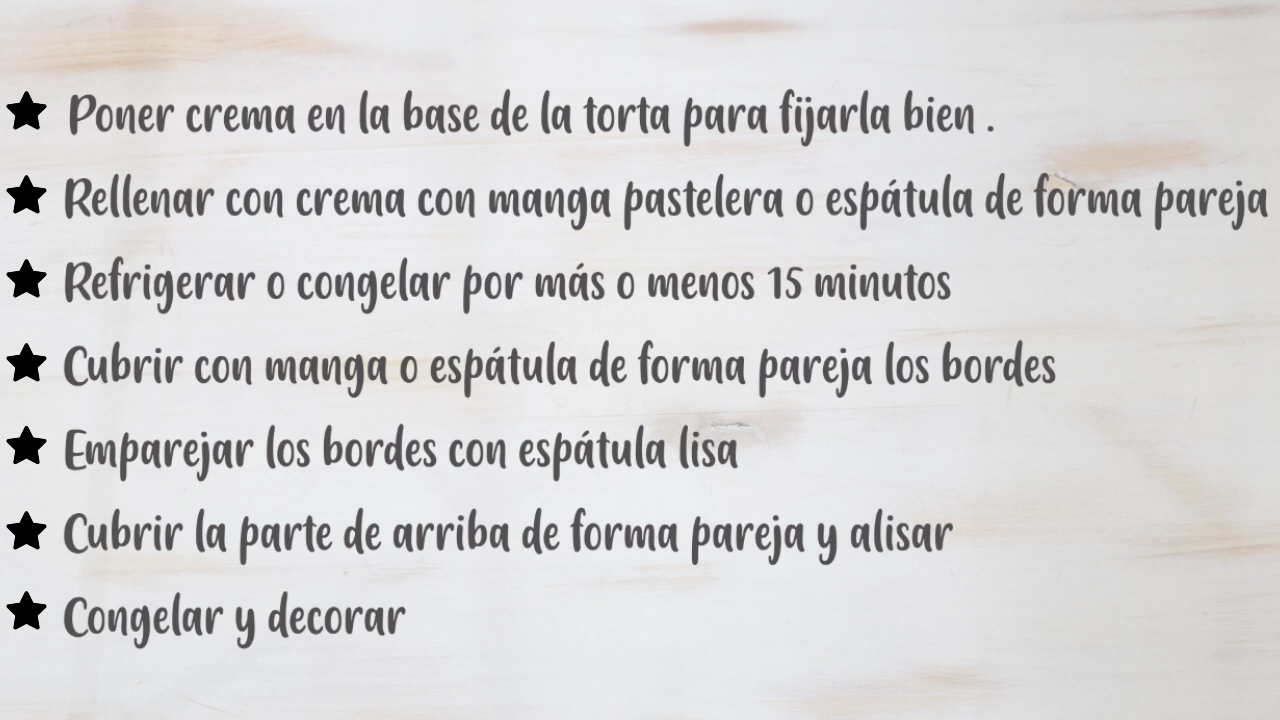 ★ Poner crema en la base de la torta para fijarla bien .
★ Rellenar con crema con manga pastelera o espátula de forma pareja
★ Refrigerar o congelar por más o menos 15 minutos
★ Cubrir con manga o espátula de forma pareja los bordes
★ Emparejar los bordes con espátula lisa
★ Cubrir la parte de arriba de forma pareja y alisar
★ Congelar y decorar